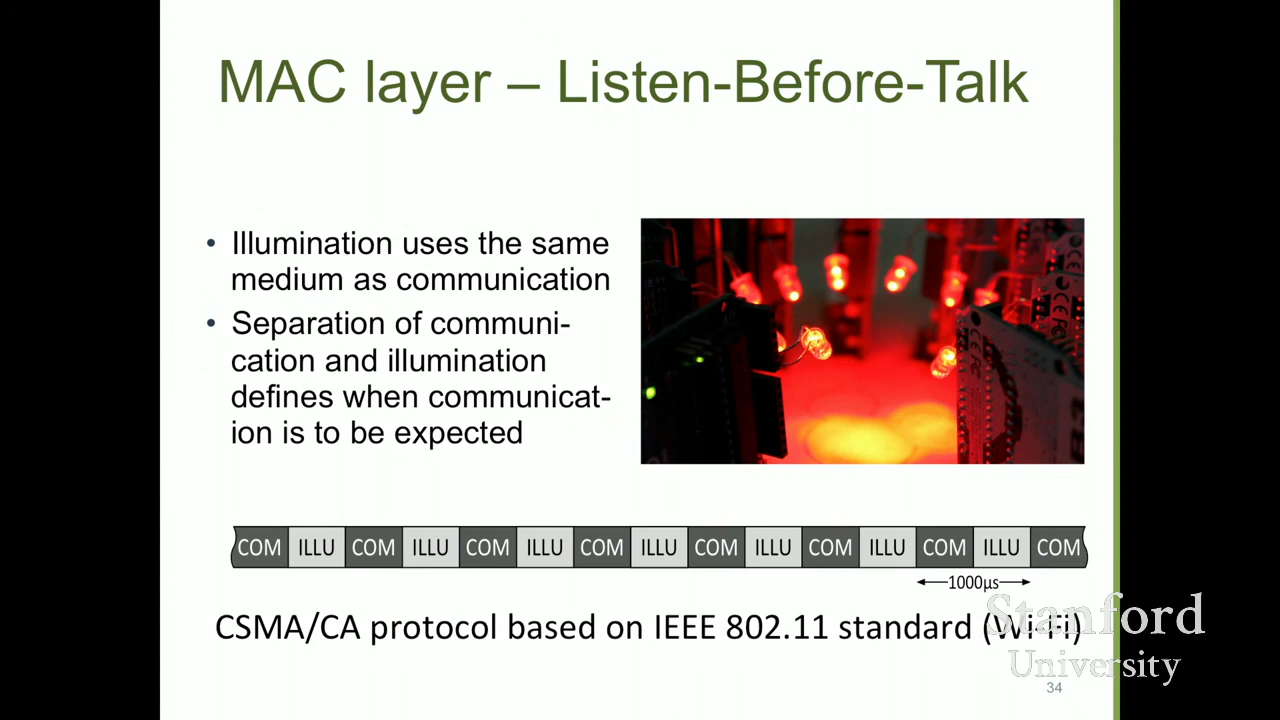 MAC layer – Listen-Before-Talk
• Illumination uses the same
medium as communication
• Separation of communi-
cation and illumination
defines when communicat-
ion is to be expected
COM ILLU COM ILLU COM ILLU COM ILLU COM ILLU COM ILLU COM ILLU COM
1000µs
CSMA/CA protocol based on IEEE 802.11 standard (Wi-Fi)
Stanford
University
34